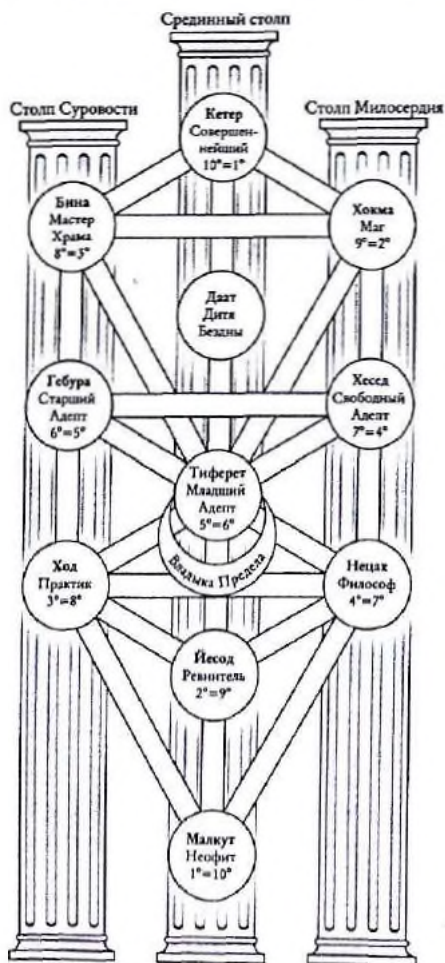 Срединный столп
Столп Суровости
Столп Милосердия
Кетер
Совершен-
нейший
10°=1°
Бина
Мастер
Храма
8°=3°
Хокма
Маг
9°=2°
Даат
Дитя
Бездны
Гебура
Старший
Адепт
6°=5°
Хесед
Свободный
Адепт
7°=4°
Тиферет
Младший
Адепт
5°=6°
Владыка Предела
Ход
Практик
3°=8°
Нецах
Философ
4°=7°
Йесод
Ревнитель
2°=9°
Малкут
Неофит
1°=10°